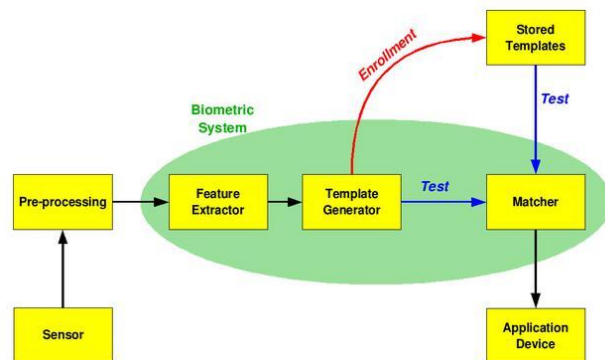 Stored
Templates
Enrollment
Test
Biometric
System
Pre-processing
Feature
Extractor
Template
Generator
Test
Matcher
Sensor
Application
Device